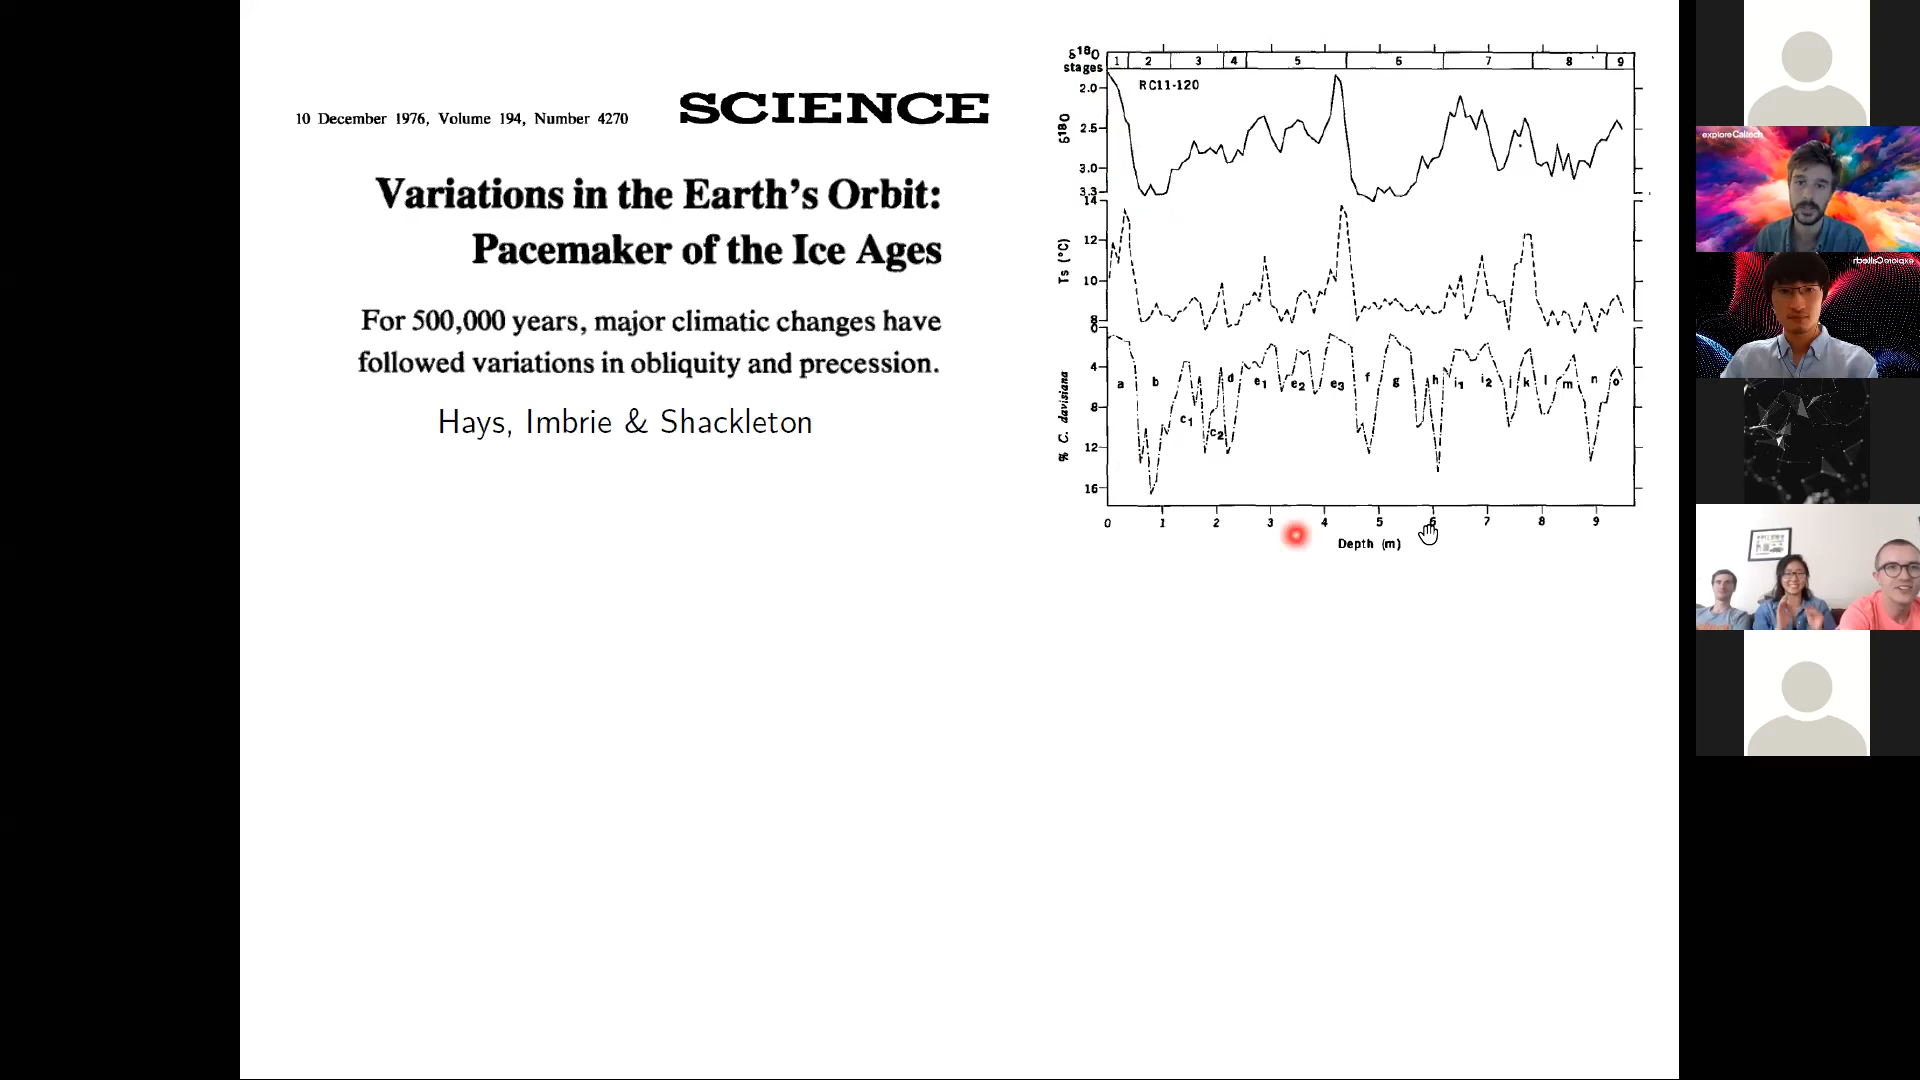 10 December 1976, Volume 194, Number 4270
SCIENCE
Variations in the Earth's Orbit:
Pacemaker of the Ice Ages
For 500,000 years, major climatic changes have
followed variations in obliquity and precession.
Hays, Imbrie & Shackleton
δ18O
stages
1 2 3 4 5 6 7 8 9
RC11-120
δ18O
2.0
2.5
3.0
3.3
Ts (°C)
14
12
10
8
% C. davisiana
0
4
8
12
16
a b c1 c2 d e1 e2 e3 f g h i1 i2 j k l m n o
0 1 2 3 4 5 6 7 8 9
Depth (m)
exploreCaltech
exploreCaltech